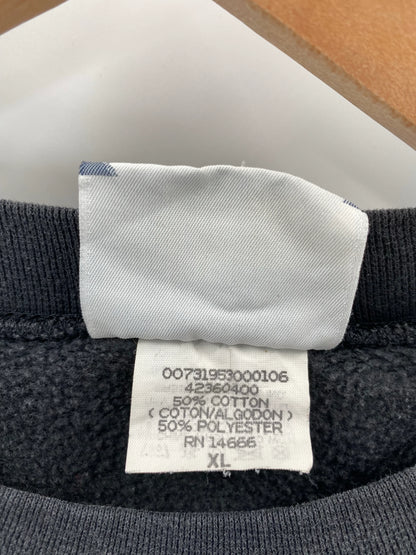 00731953000106
42360400
50% COTTON
(COTON/ALGODON)
50% POLYESTER
RN 14666
XL